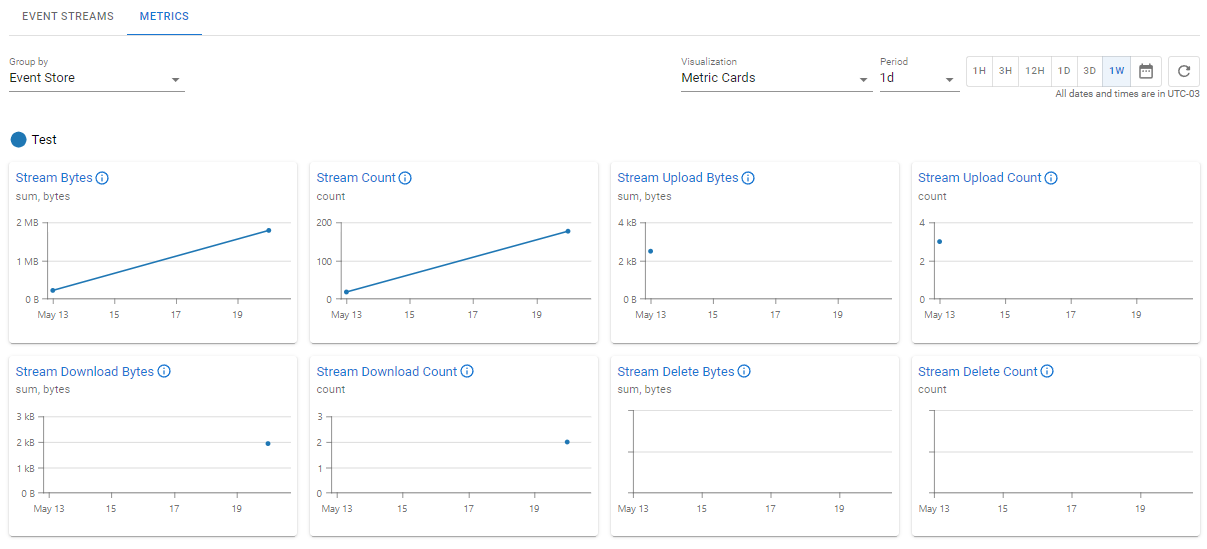 EVENT STREAMS METRICS
Group by
Event Store
Visualization
Metric Cards
Period
1d
1H 3H 12H 1D 3D 1W
All dates and times are in UTC-03
Test
Stream Bytes
sum, bytes
2 MB
1 MB
0 B
May 13 15 17 19
Stream Count
count
200
100
0
May 13 15 17 19
Stream Upload Bytes
sum, bytes
4 kB
2 kB
0 B
May 13 15 17 19
Stream Upload Count
count
4
2
0
May 13 15 17 19
Stream Download Bytes
sum, bytes
3 kB
2 kB
1 kB
0 B
May 13 15 17 19
Stream Download Count
count
3
2
1
0
May 13 15 17 19
Stream Delete Bytes
sum, bytes
May 13 15 17 19
Stream Delete Count
count
May 13 15 17 19